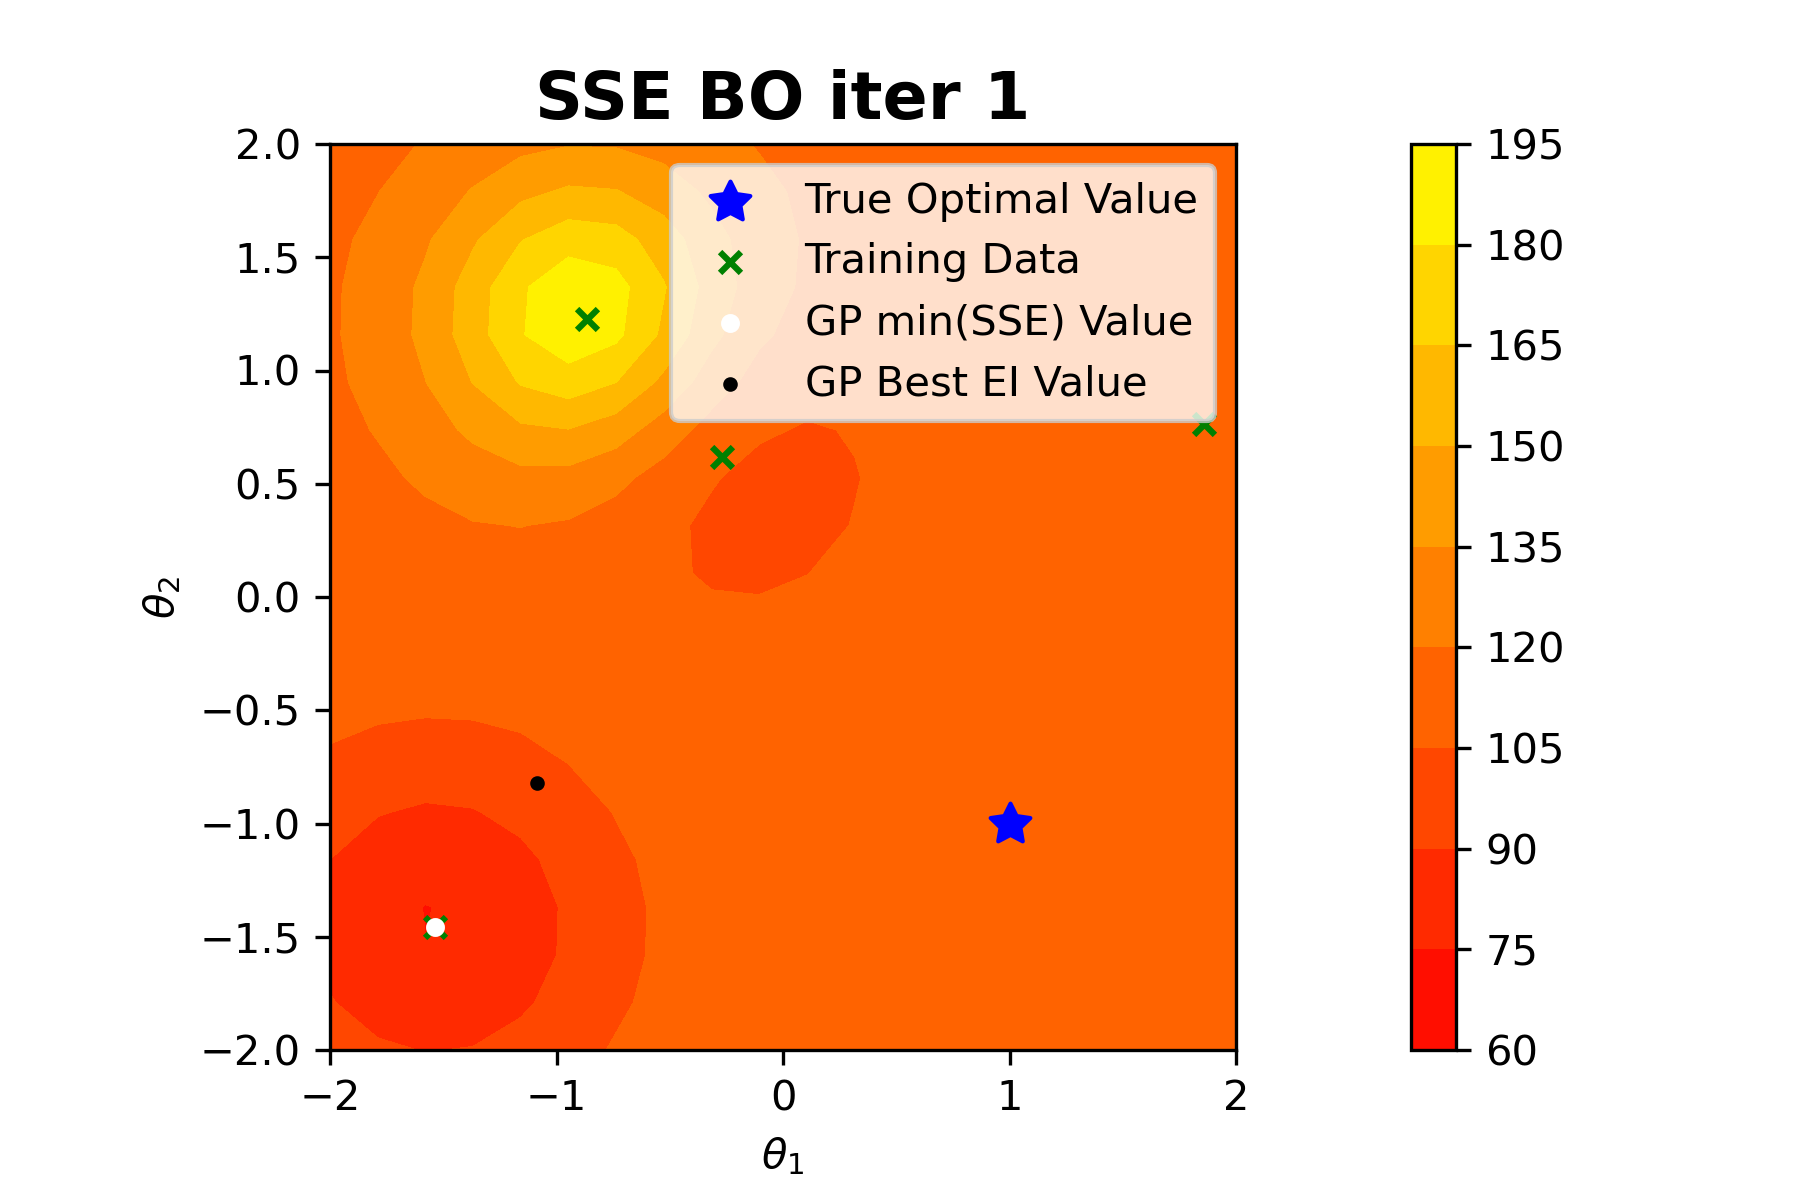 SSE BO iter 1
True Optimal Value
Training Data
GP min(SSE) Value
GP Best EI Value
2.0
1.5
1.0
0.5
0.0
−0.5
−1.0
−1.5
−2.0
θ₂
−2 −1 0 1 2
θ₁
195
180
165
150
135
120
105
90
75
60